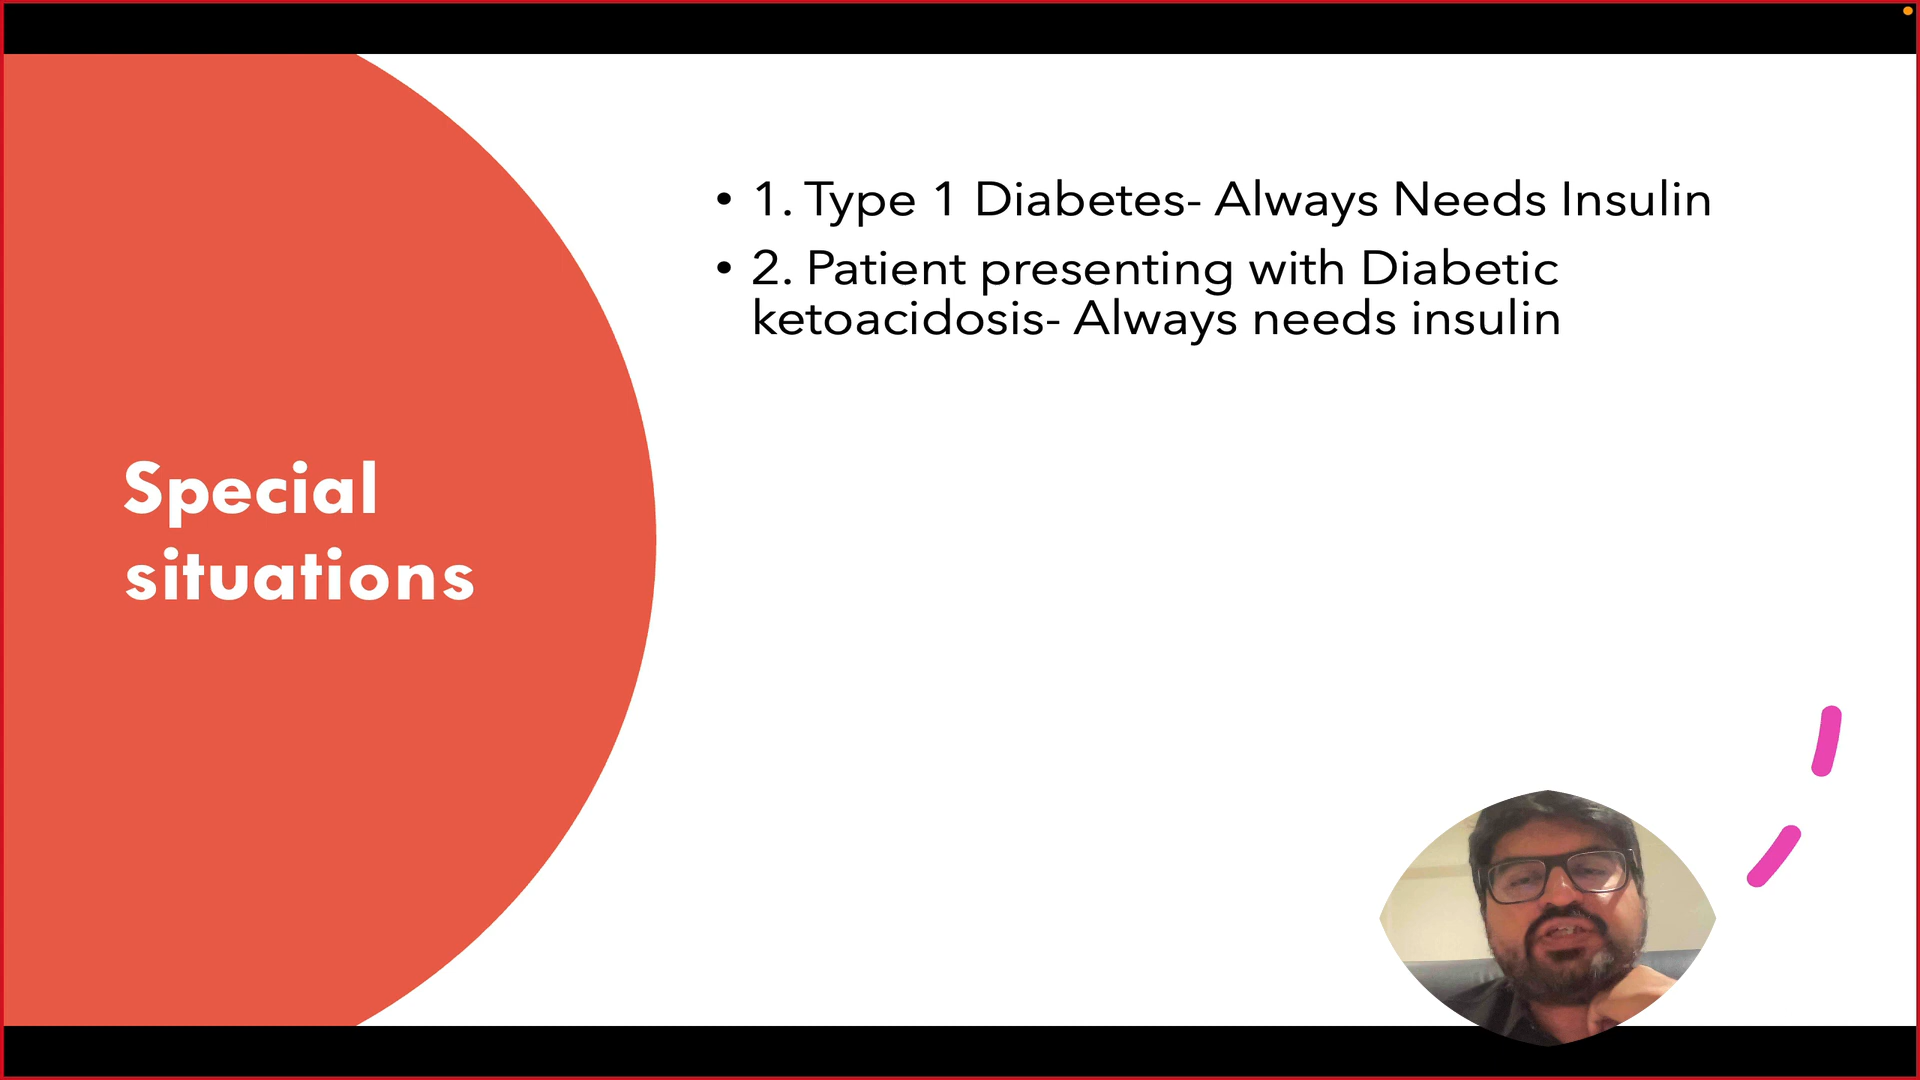 Special
situations
• 1. Type 1 Diabetes- Always Needs Insulin
• 2. Patient presenting with Diabetic
ketoacidosis- Always needs insulin